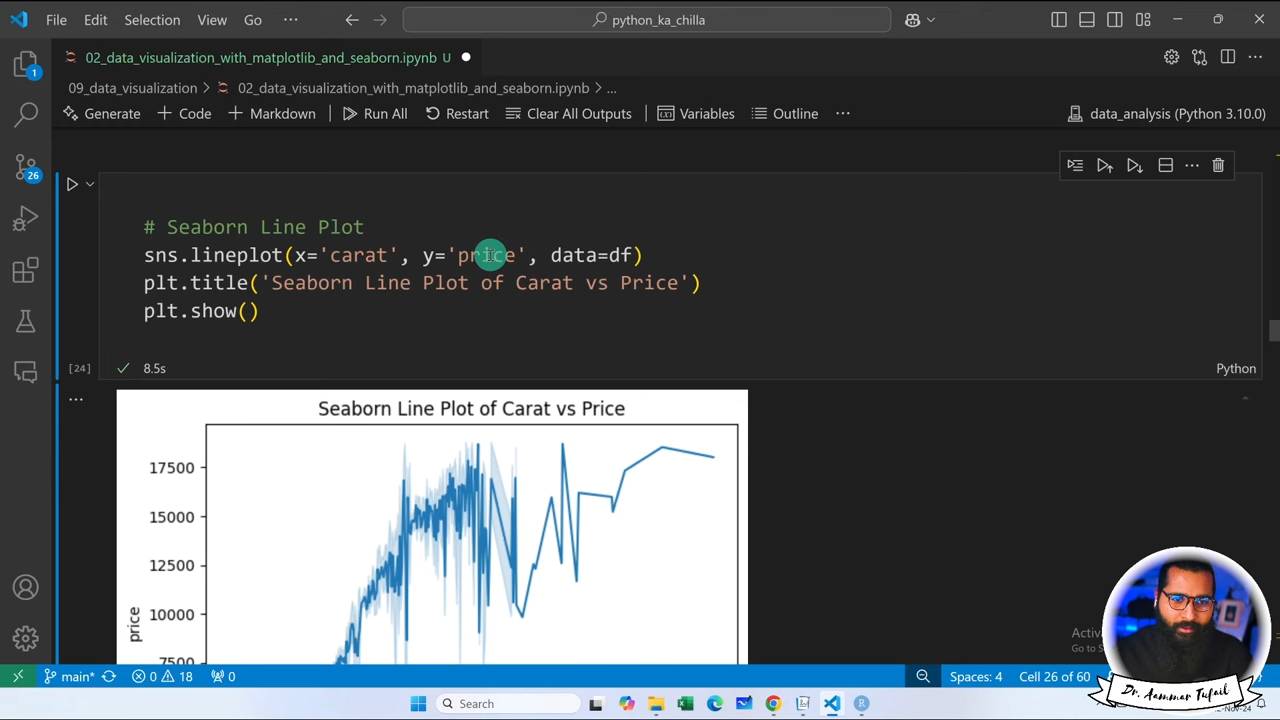 File Edit Selection View Go ··· python_ka_chilla
02_data_visualization_with_matplotlib_and_seaborn.ipynb U
09_data_visualization > 02_data_visualization_with_matplotlib_and_seaborn.ipynb > ...
Generate + Code + Markdown Run All Restart Clear All Outputs Variables Outline ··· data_analysis (Python 3.10.0)
1
26
# Seaborn Line Plot
sns.lineplot(x='carat', y='price', data=df)
plt.title('Seaborn Line Plot of Carat vs Price')
plt.show()
[24] 8.5s Python
Seaborn Line Plot of Carat vs Price
17500
15000
12500
10000
7500
price
main* 0 18 0 Spaces: 4 Cell 26 of 60
Search
Dr. Aammar Tufail